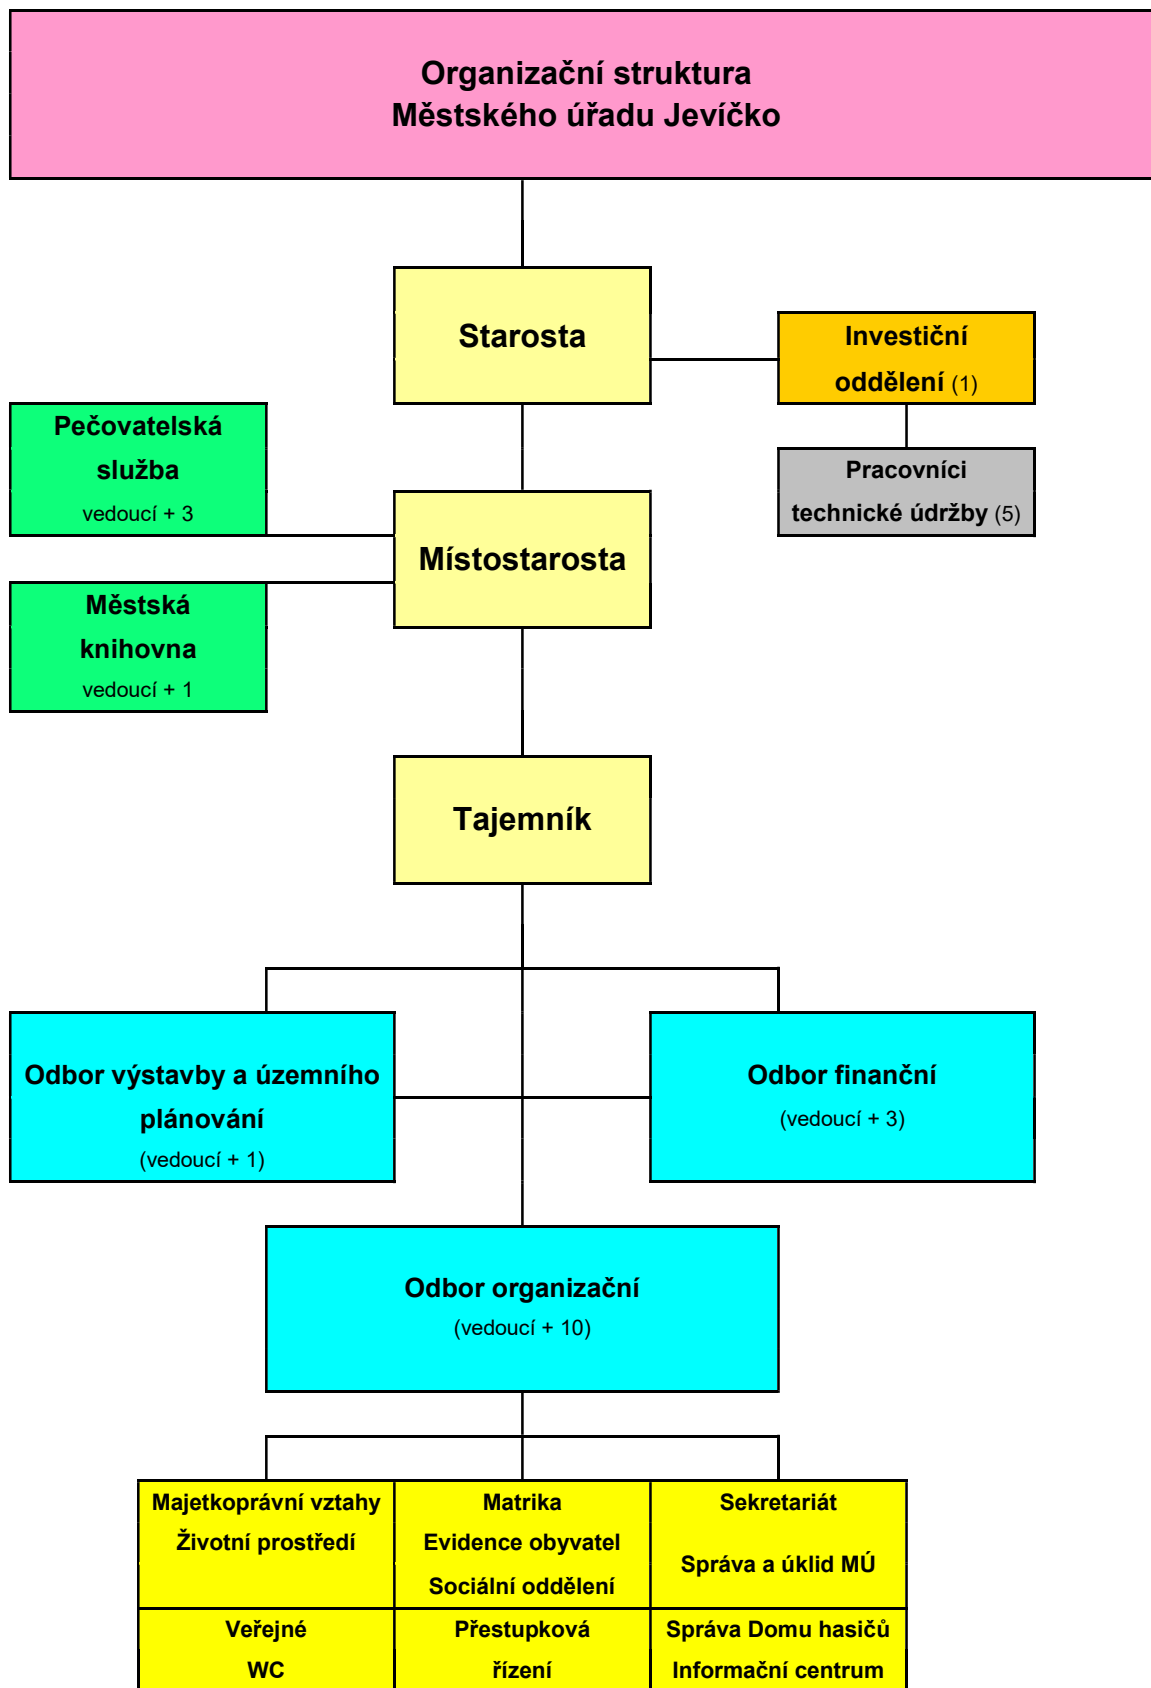 Organizační struktura
Městského úřadu Jevíčko
Starosta
Investiční
oddělení (1)
Pečovatelská
služba
vedoucí + 3
Pracovníci
technické údržby (5)
Místostarosta
Městská
knihovna
vedoucí + 1
Tajemník
Odbor výstavby a územního
plánování
(vedoucí + 1)
Odbor finanční
(vedoucí + 3)
Odbor organizační
(vedoucí + 10)
Majetkoprávní vztahy
Životní prostředí
Matrika
Evidence obyvatel
Sociální oddělení
Sekretariát
Správa a úklid MÚ
Veřejné
WC
Přestupková
řízení
Správa Domu hasičů
Informační centrum